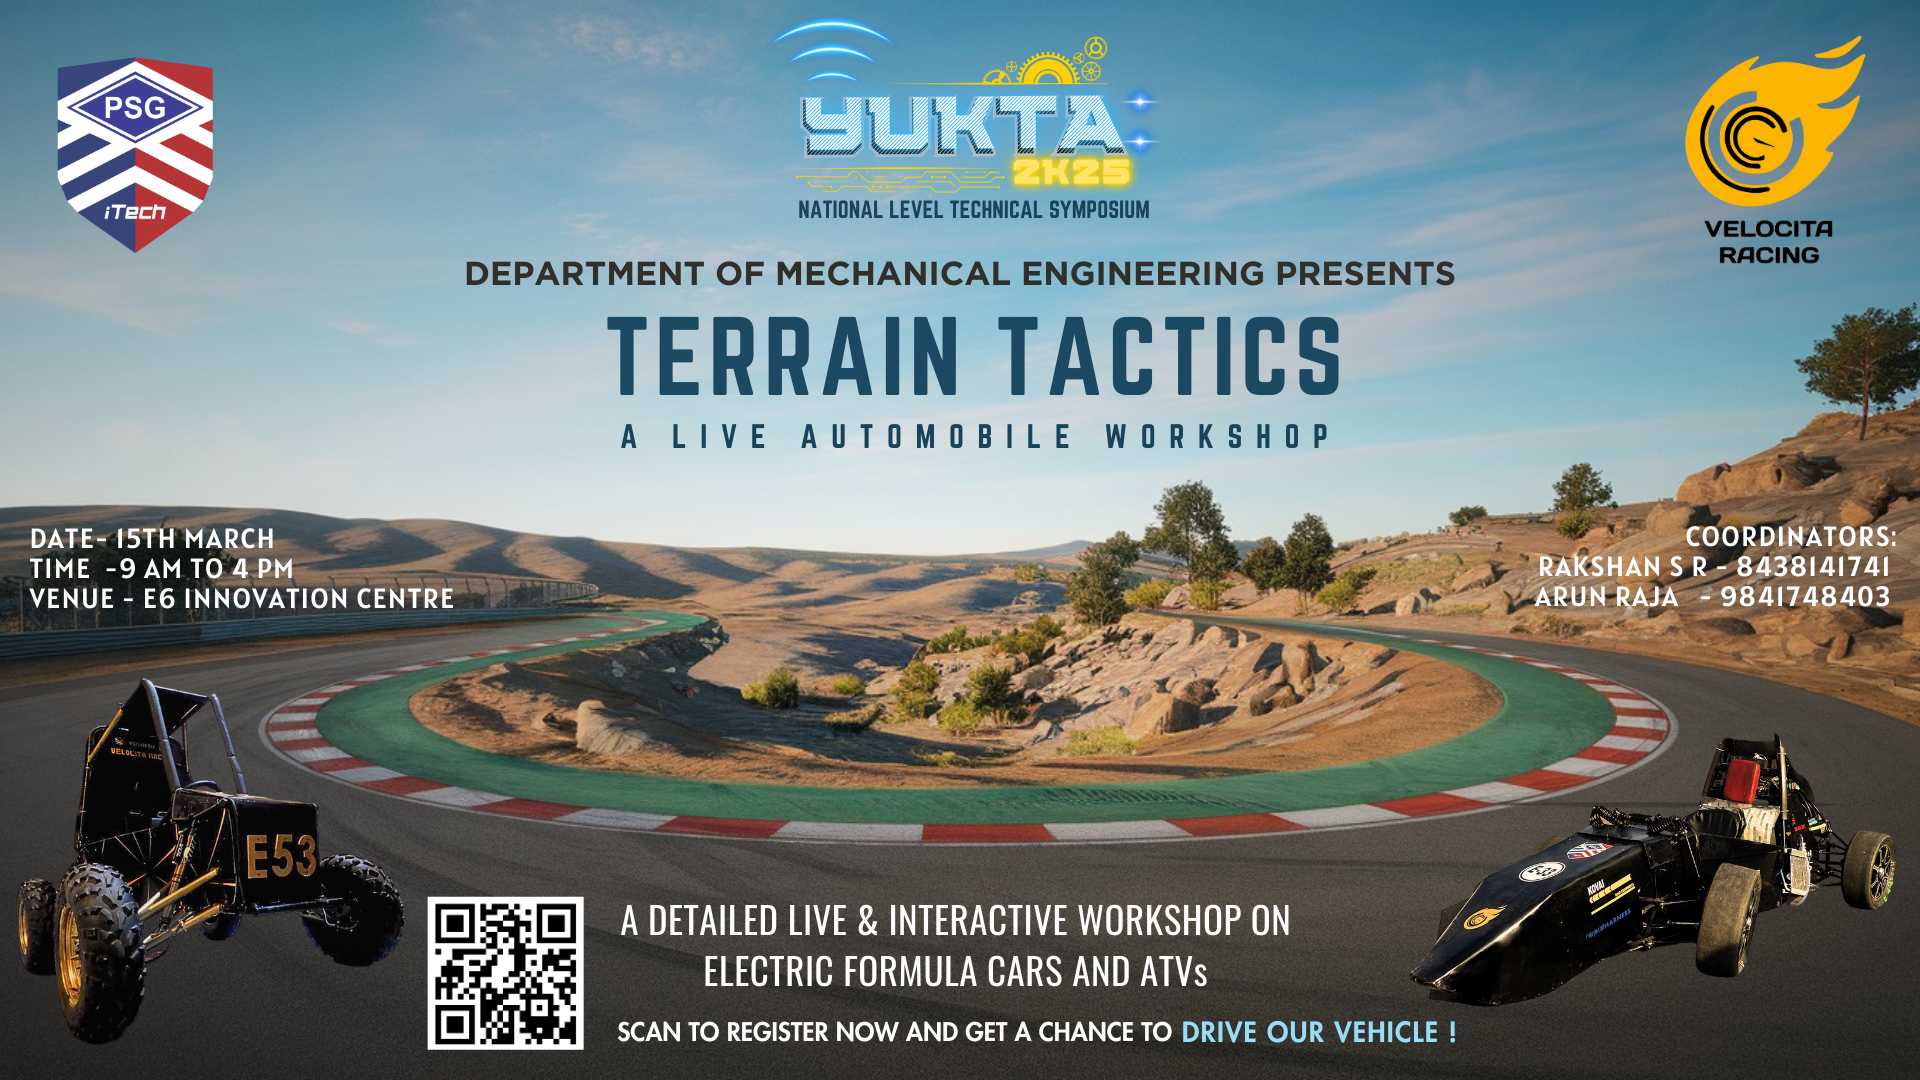 PSG
iTech
YUKTA
2K25
NATIONAL LEVEL TECHNICAL SYMPOSIUM
VELOCITA
RACING
DEPARTMENT OF MECHANICAL ENGINEERING PRESENTS
TERRAIN TACTICS
A LIVE AUTOMOBILE WORKSHOP
DATE- 15TH MARCH
TIME -9 AM TO 4 PM
VENUE - E6 INNOVATION CENTRE
COORDINATORS:
RAKSHAN S R - 8438141741
ARUN RAJA - 9841748403
VELOCITA RAC
E53
KOVAI
A DETAILED LIVE & INTERACTIVE WORKSHOP ON
ELECTRIC FORMULA CARS AND ATVs
SCAN TO REGISTER NOW AND GET A CHANCE TO DRIVE OUR VEHICLE !